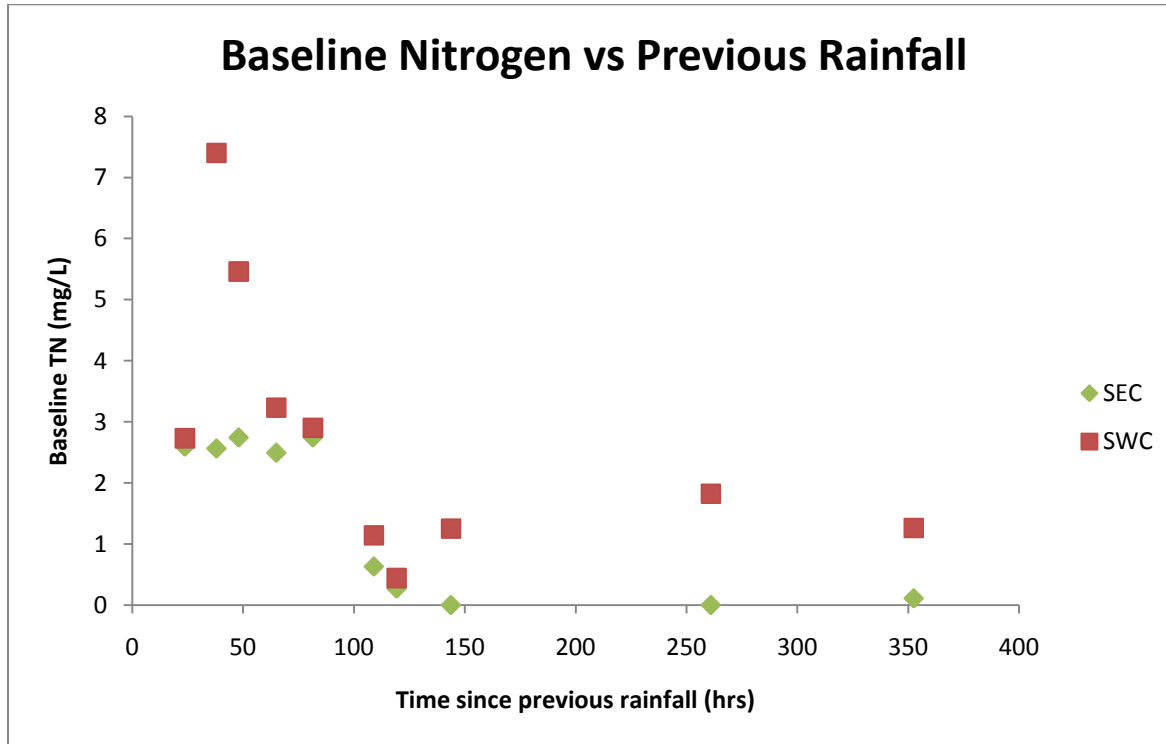 Baseline Nitrogen vs Previous Rainfall
8
7
6
5
4
3
2
1
0
Baseline TN (mg/L)
0 50 100 150 200 250 300 350 400
Time since previous rainfall (hrs)
SEC
SWC